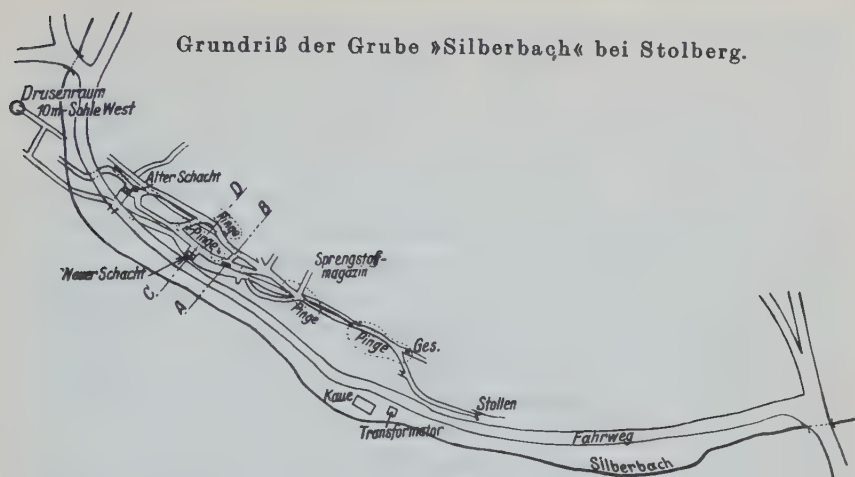 Grundriß der Grube »Silberbach« bei Stolberg.
Drusenraum
10m-Sohle West
Alter Schacht
D
B
Pinge
Pinge
Neuer Schacht
C
A
Sprengstoff-
magazin
Pinge
Pinge
Ges.
Stollen
Kaue
Transformator
Fahrweg
Silberbach